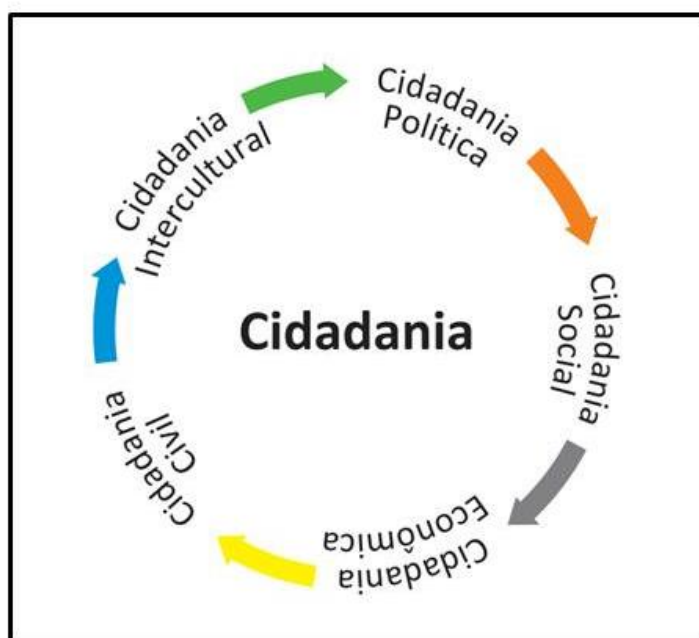 Cidadania
Política
Cidadania
Social
Cidadania
Econômica
Cidadania
Civil
Cidadania
Intercultural
Cidadania